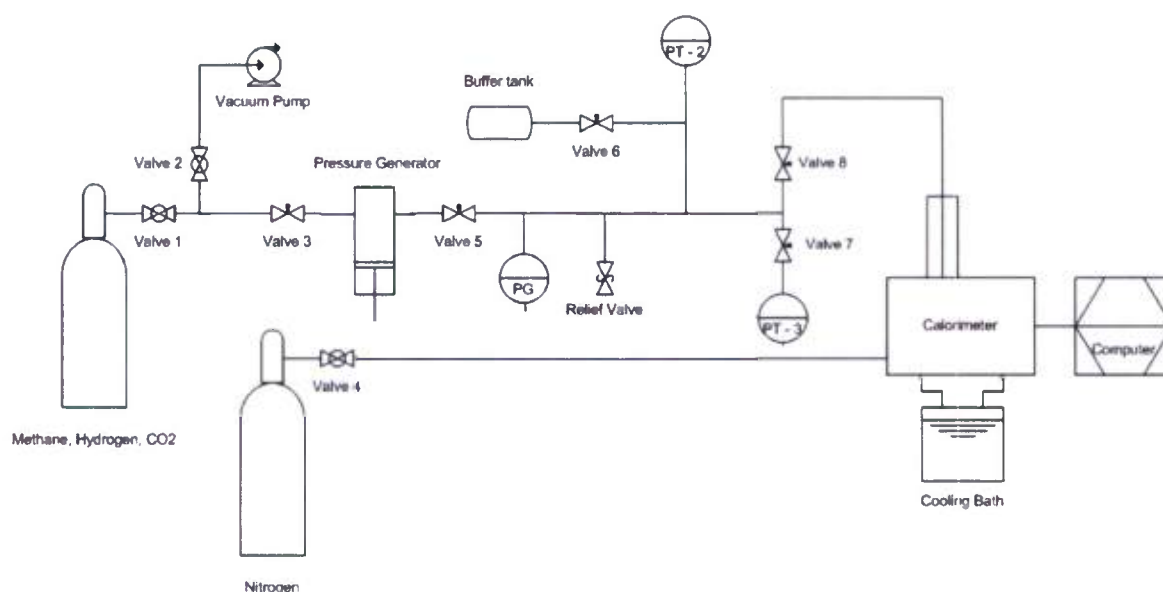 PT - 2
Buffer tank
Vacuum Pump
Valve 6
Valve 2
Pressure Generator
Valve 8
Valve 1
Valve 3
Valve 5
Valve 7
PG
Relief Valve
PT - 3
Calorimeter
Computer
Valve 4
Methane, Hydrogen, CO2
Cooling Bath
Nitrogen